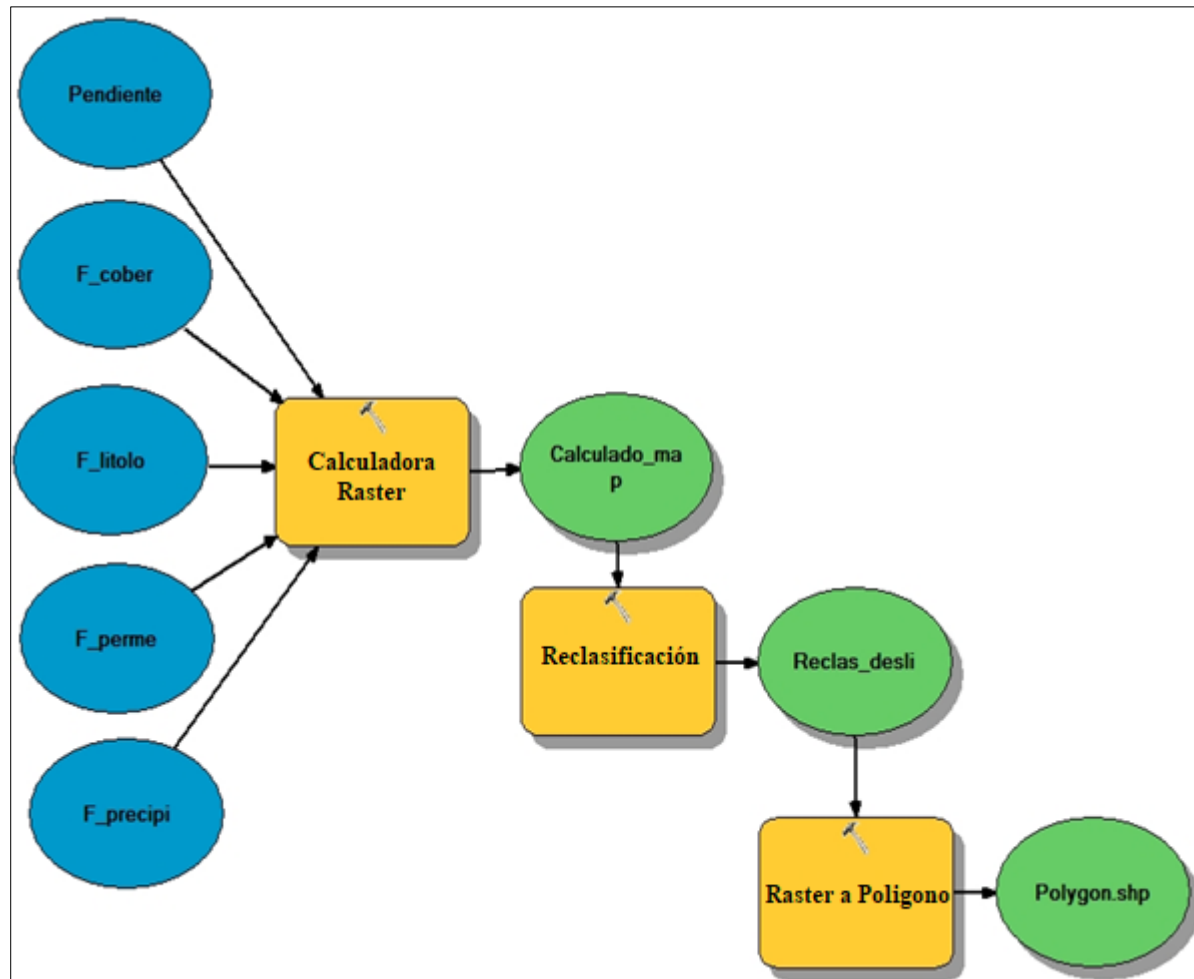 Pendiente
F_cober
F_litolo
F_perme
F_precipi
Calculadora
Raster
Calculado_ma
p
Reclasificación
Reclas_desli
Raster a Poligono
Polygon.shp